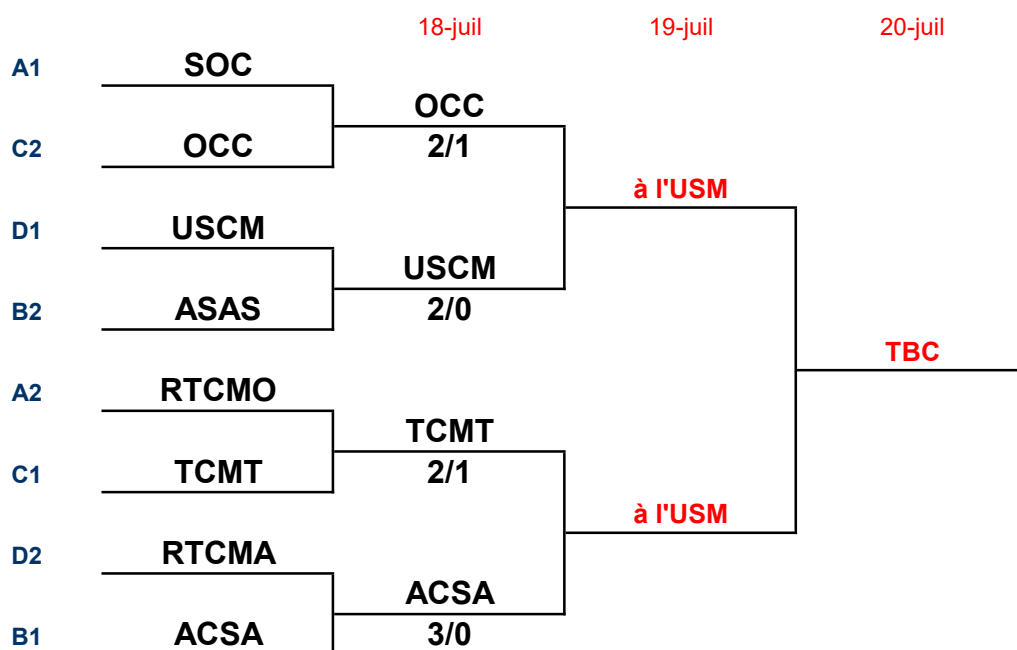 18-juil 19-juil 20-juil
A1 SOC
OCC
2/1
C2 OCC
à l'USM
D1 USCM
USCM
2/0
B2 ASAS
TBC
A2 RTCMO
TCMT
2/1
C1 TCMT
à l'USM
D2 RTCMA
ACSA
3/0
B1 ACSA